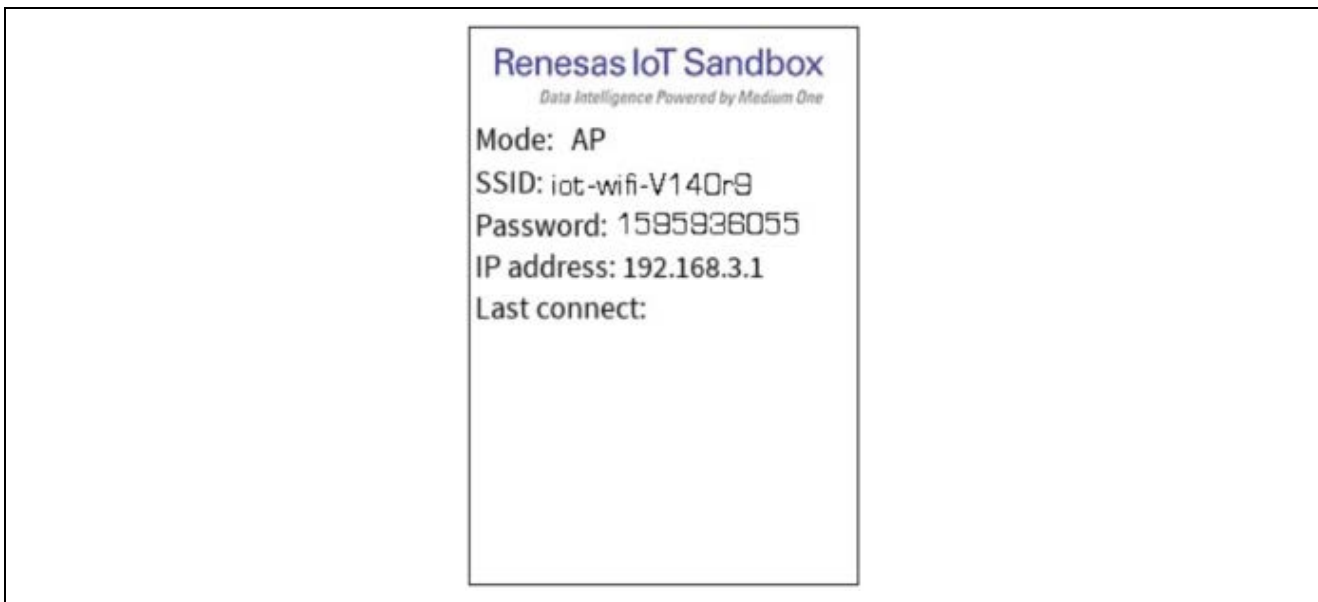 Renesas IoT Sandbox
Data Intelligence Powered by Medium One
Mode: AP
SSID: iot-wifi-V140r9
Password: 1595936055
IP address: 192.168.3.1
Last connect: